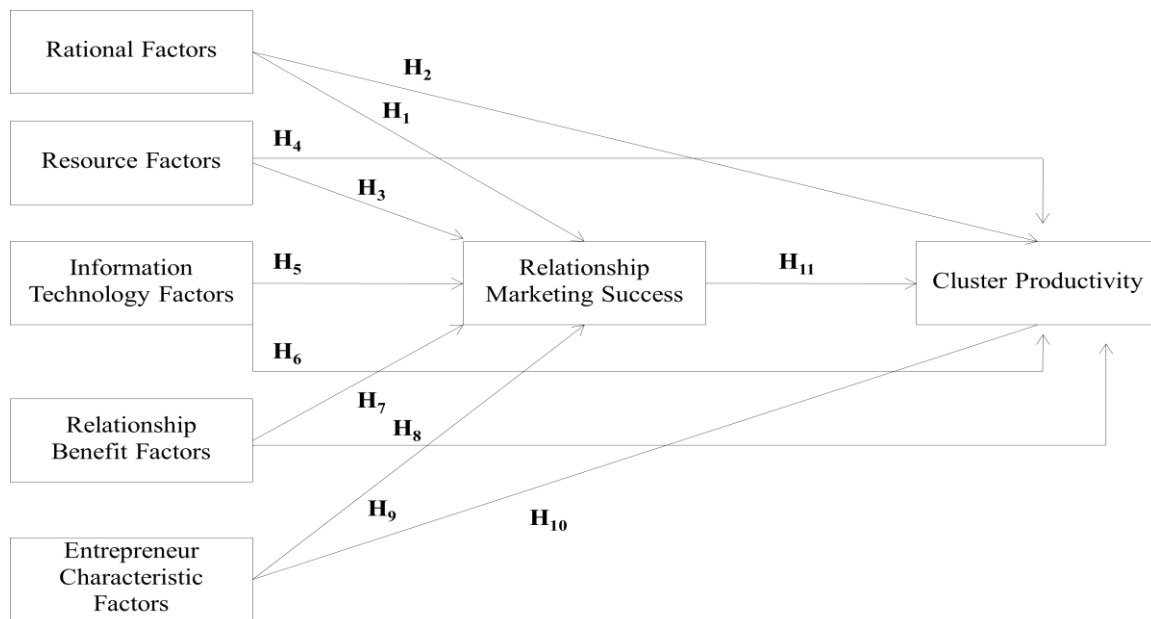 Rational Factors
H2
H1
Resource Factors
H4
H3
Information
Technology Factors
H5
Relationship
Marketing Success
H11
Cluster Productivity
H6
H7
Relationship
Benefit Factors
H8
H9
H10
Entrepreneur
Characteristic
Factors